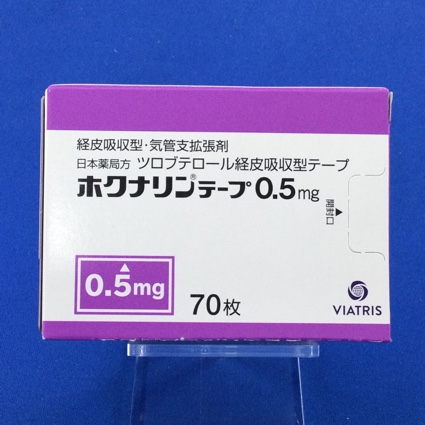 経皮吸収型・気管支拡張剤
日本薬局方 ツロブテロール経皮吸収型テープ
ホクナリン®テープ0.5mg
開封口
0.5mg
70枚
VIATRIS